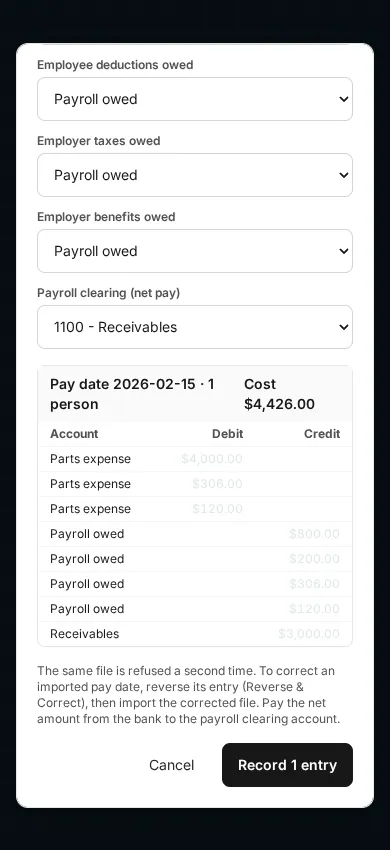 Employee deductions owed
Payroll owed
Employer taxes owed
Payroll owed
Employer benefits owed
Payroll owed
Payroll clearing (net pay)
1100 - Receivables
Pay date 2026-02-15 · 1 person Cost $4,426.00
Account Debit Credit
Parts expense $4,000.00
Parts expense $306.00
Parts expense $120.00
Payroll owed $800.00
Payroll owed $200.00
Payroll owed $306.00
Payroll owed $120.00
Receivables $3,000.00
The same file is refused a second time. To correct an
imported pay date, reverse its entry (Reverse &
Correct), then import the corrected file. Pay the net
amount from the bank to the payroll clearing account.
Cancel Record 1 entry